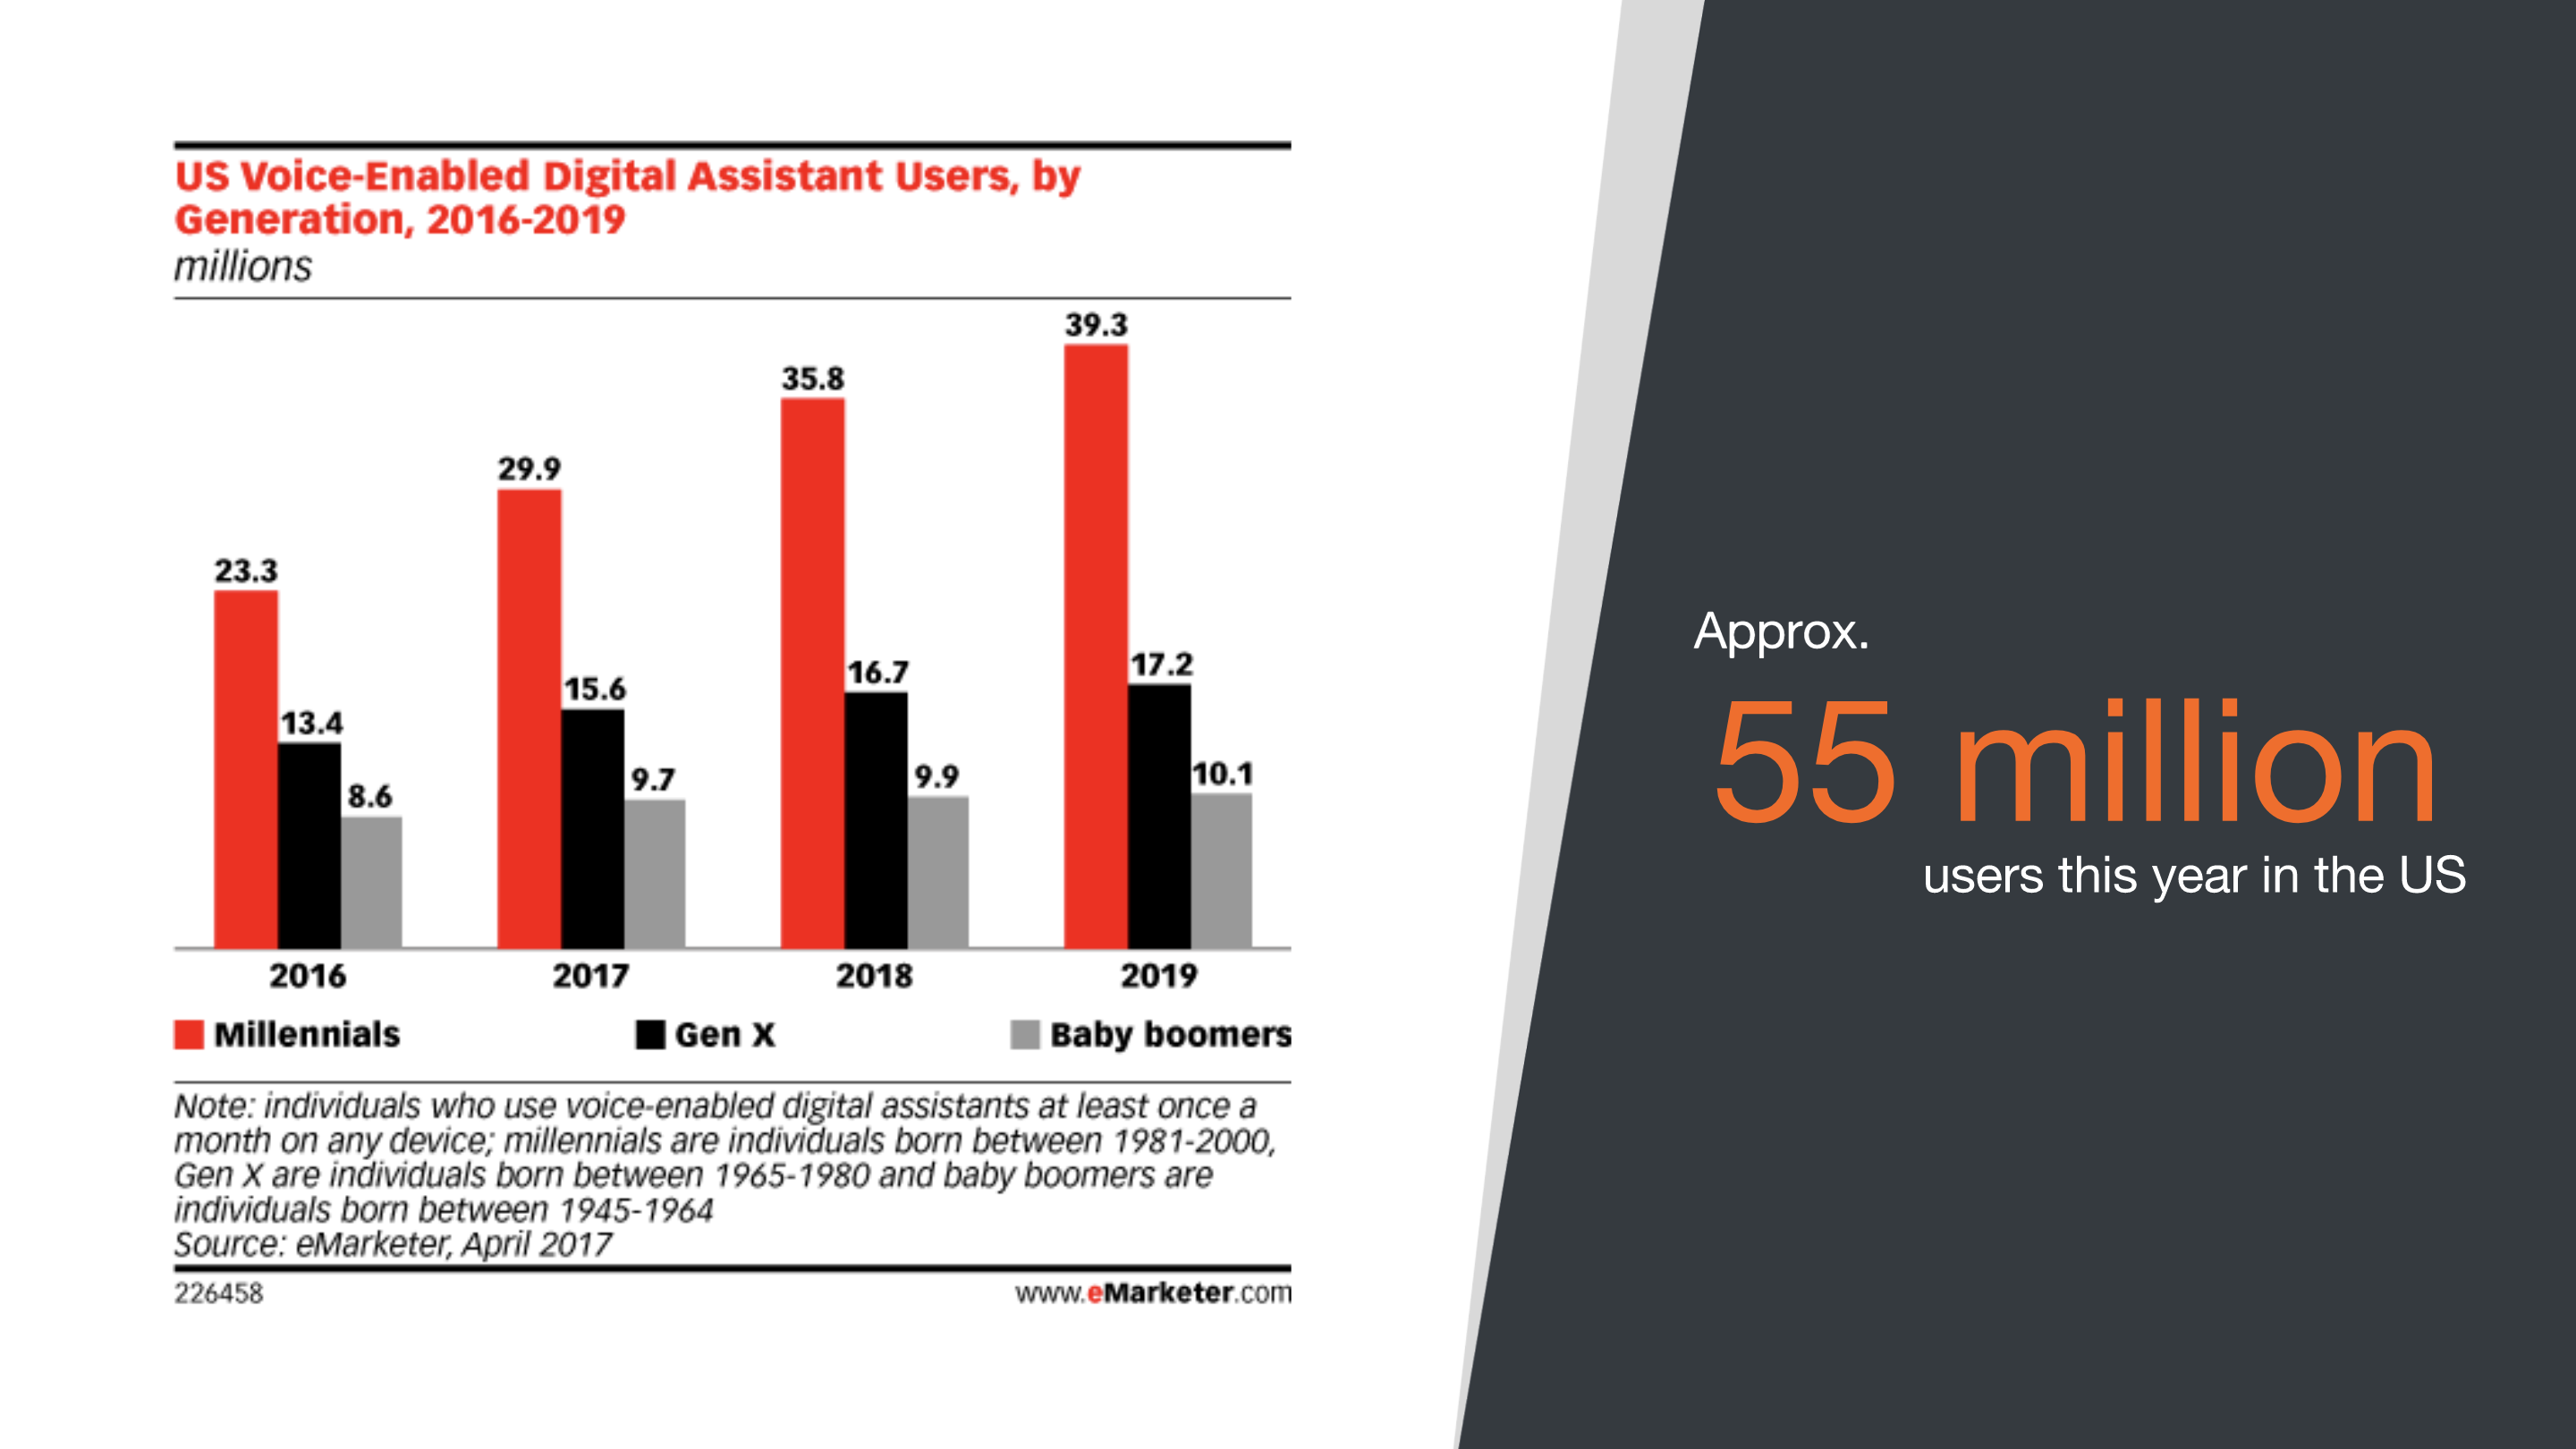 US Voice-Enabled Digital Assistant Users, by
Generation, 2016-2019
millions
39.3
35.8
29.9
23.3
17.2
16.7
15.6
13.4
10.1
9.9
9.7
8.6
2016
2017
2018
2019
Millennials
Gen X
Baby boomers
Note: individuals who use voice-enabled digital assistants at least once a
month on any device; millennials are individuals born between 1981-2000,
Gen X are individuals born between 1965-1980 and baby boomers are
individuals born between 1945-1964
Source: eMarketer, April 2017
226458
www.eMarketer.com
Approx.
55 million
users this year in the US